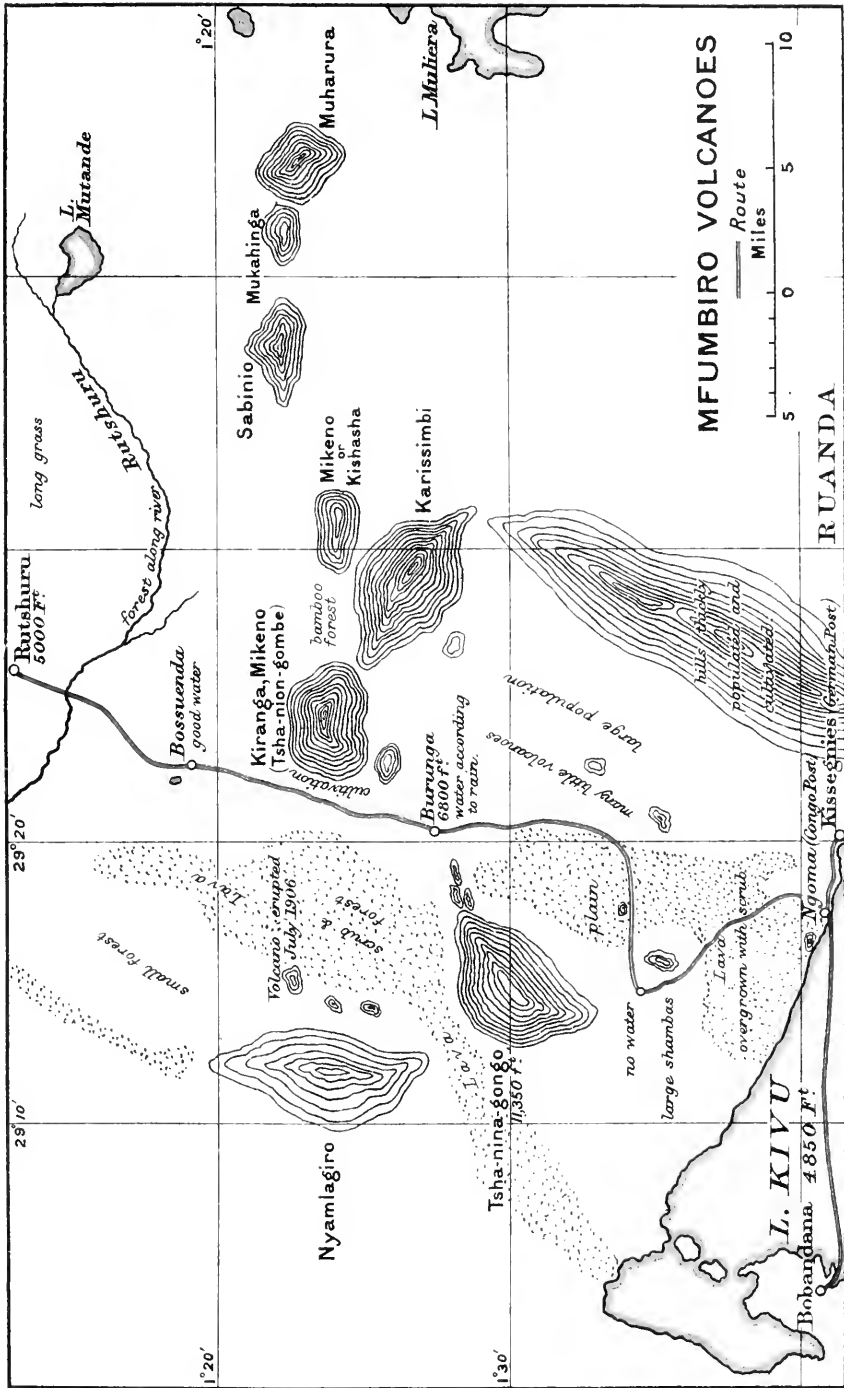 MFUMBIRO VOLCANOES
Route
Miles
5
0
5
10
1° 20'
1° 20'
1° 30'
29° 10'
29° 20'
small forest
Lava
Rutshuru
5000 Ft
long grass
L.
Mutande
Rutshuru
forest along river
Bossuenda
good water
Volcano erupted
July 1906
scrub &
forest
cultivation
Kiranga, Mikeno
(Tsha-nion-gombe)
bamboo
forest
Mikeno
or
Kishasha
Karissimbi
Sabinio
Mukahinga
Muharura
L Muliera
Nyamlagiro
Lava
Burunga
6800 ft
water according
to rain.
Tsha-nina-gongo
11,350 ft
plain
many little volcanoes
large population
no water
large shambas
Lava
overgrown with scrub
hills thickly
populated and
cultivated
Ngoma (Congo Post)
Kissegnies (German Post)
RUANDA
L. KIVU
4850 Ft
Bobandana